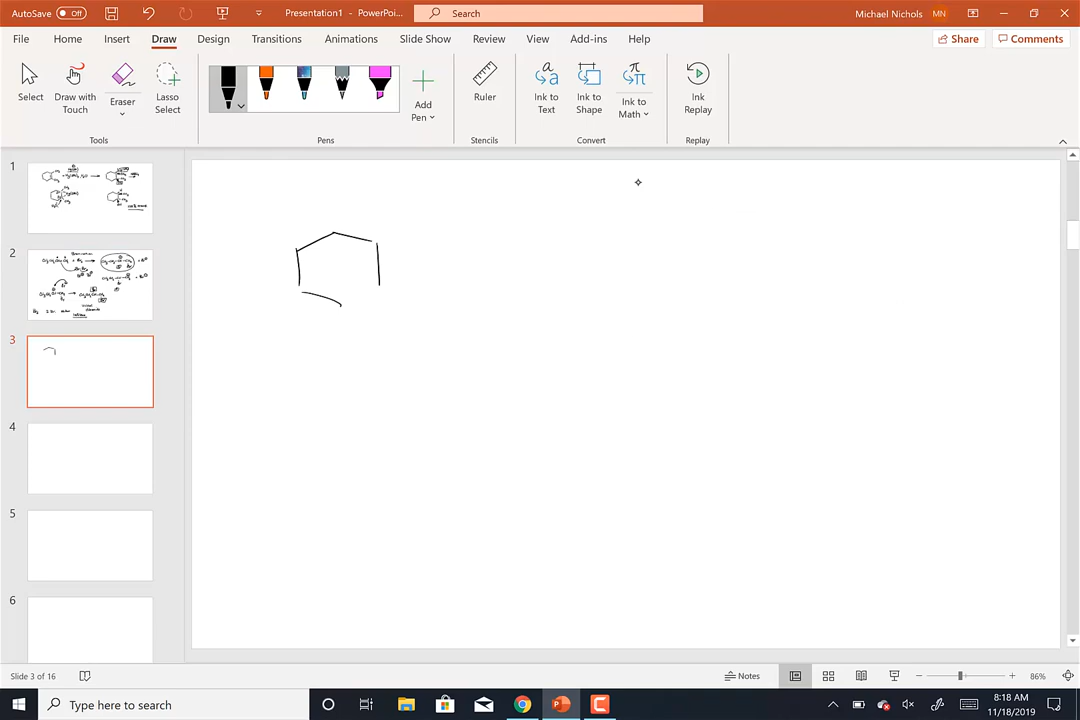 AutoSave Off Presentation1 - PowerPoi... Search Michael Nichols MN
File Home Insert Draw Design Transitions Animations Slide Show Review View Add-ins Help Share Comments
Select Draw with Touch Eraser Lasso Select Add Pen Ruler Ink to Text Ink to Shape Ink to Math Ink Replay
Tools Pens Stencils Convert Replay
1
2
3
4
5
6
Slide 3 of 16 Notes 86%
Type here to search 8:18 AM
11/18/2019